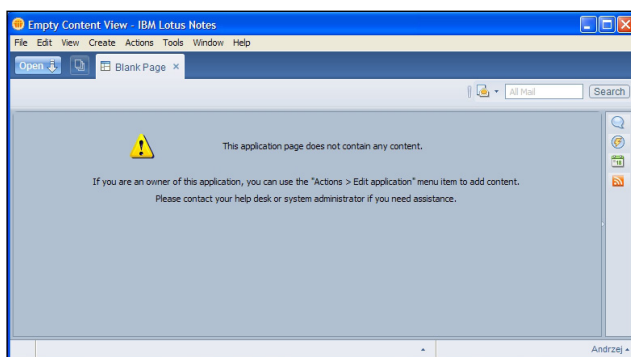 Empty Content View - IBM Lotus Notes
File Edit View Create Actions Tools Window Help
Open Blank Page ×
All Mail Search
This application page does not contain any content.
If you are an owner of this application, you can use the "Actions > Edit application" menu item to add content.
Please contact your help desk or system administrator if you need assistance.
Andrzej